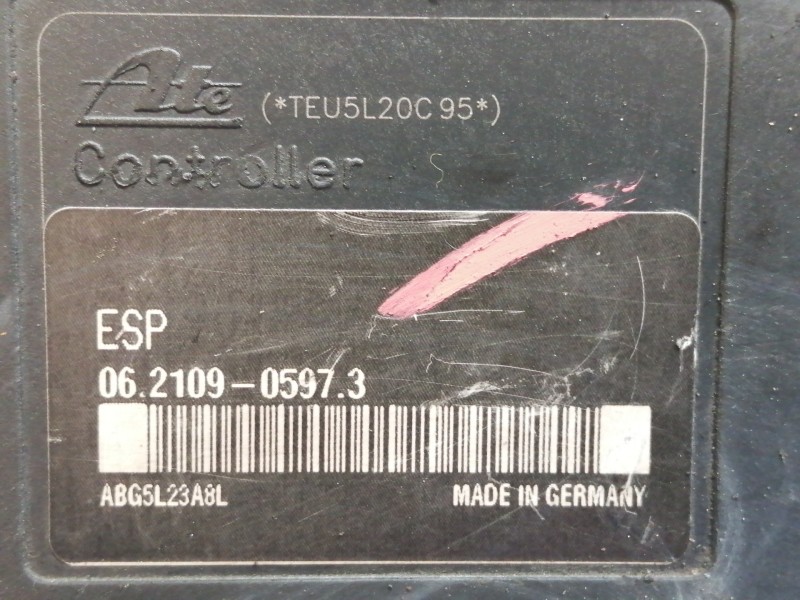 Ate (*TEU5L20C95*)
Controller
ESP
06.2109-0597.3
ABG5L23A8L MADE IN GERMANY